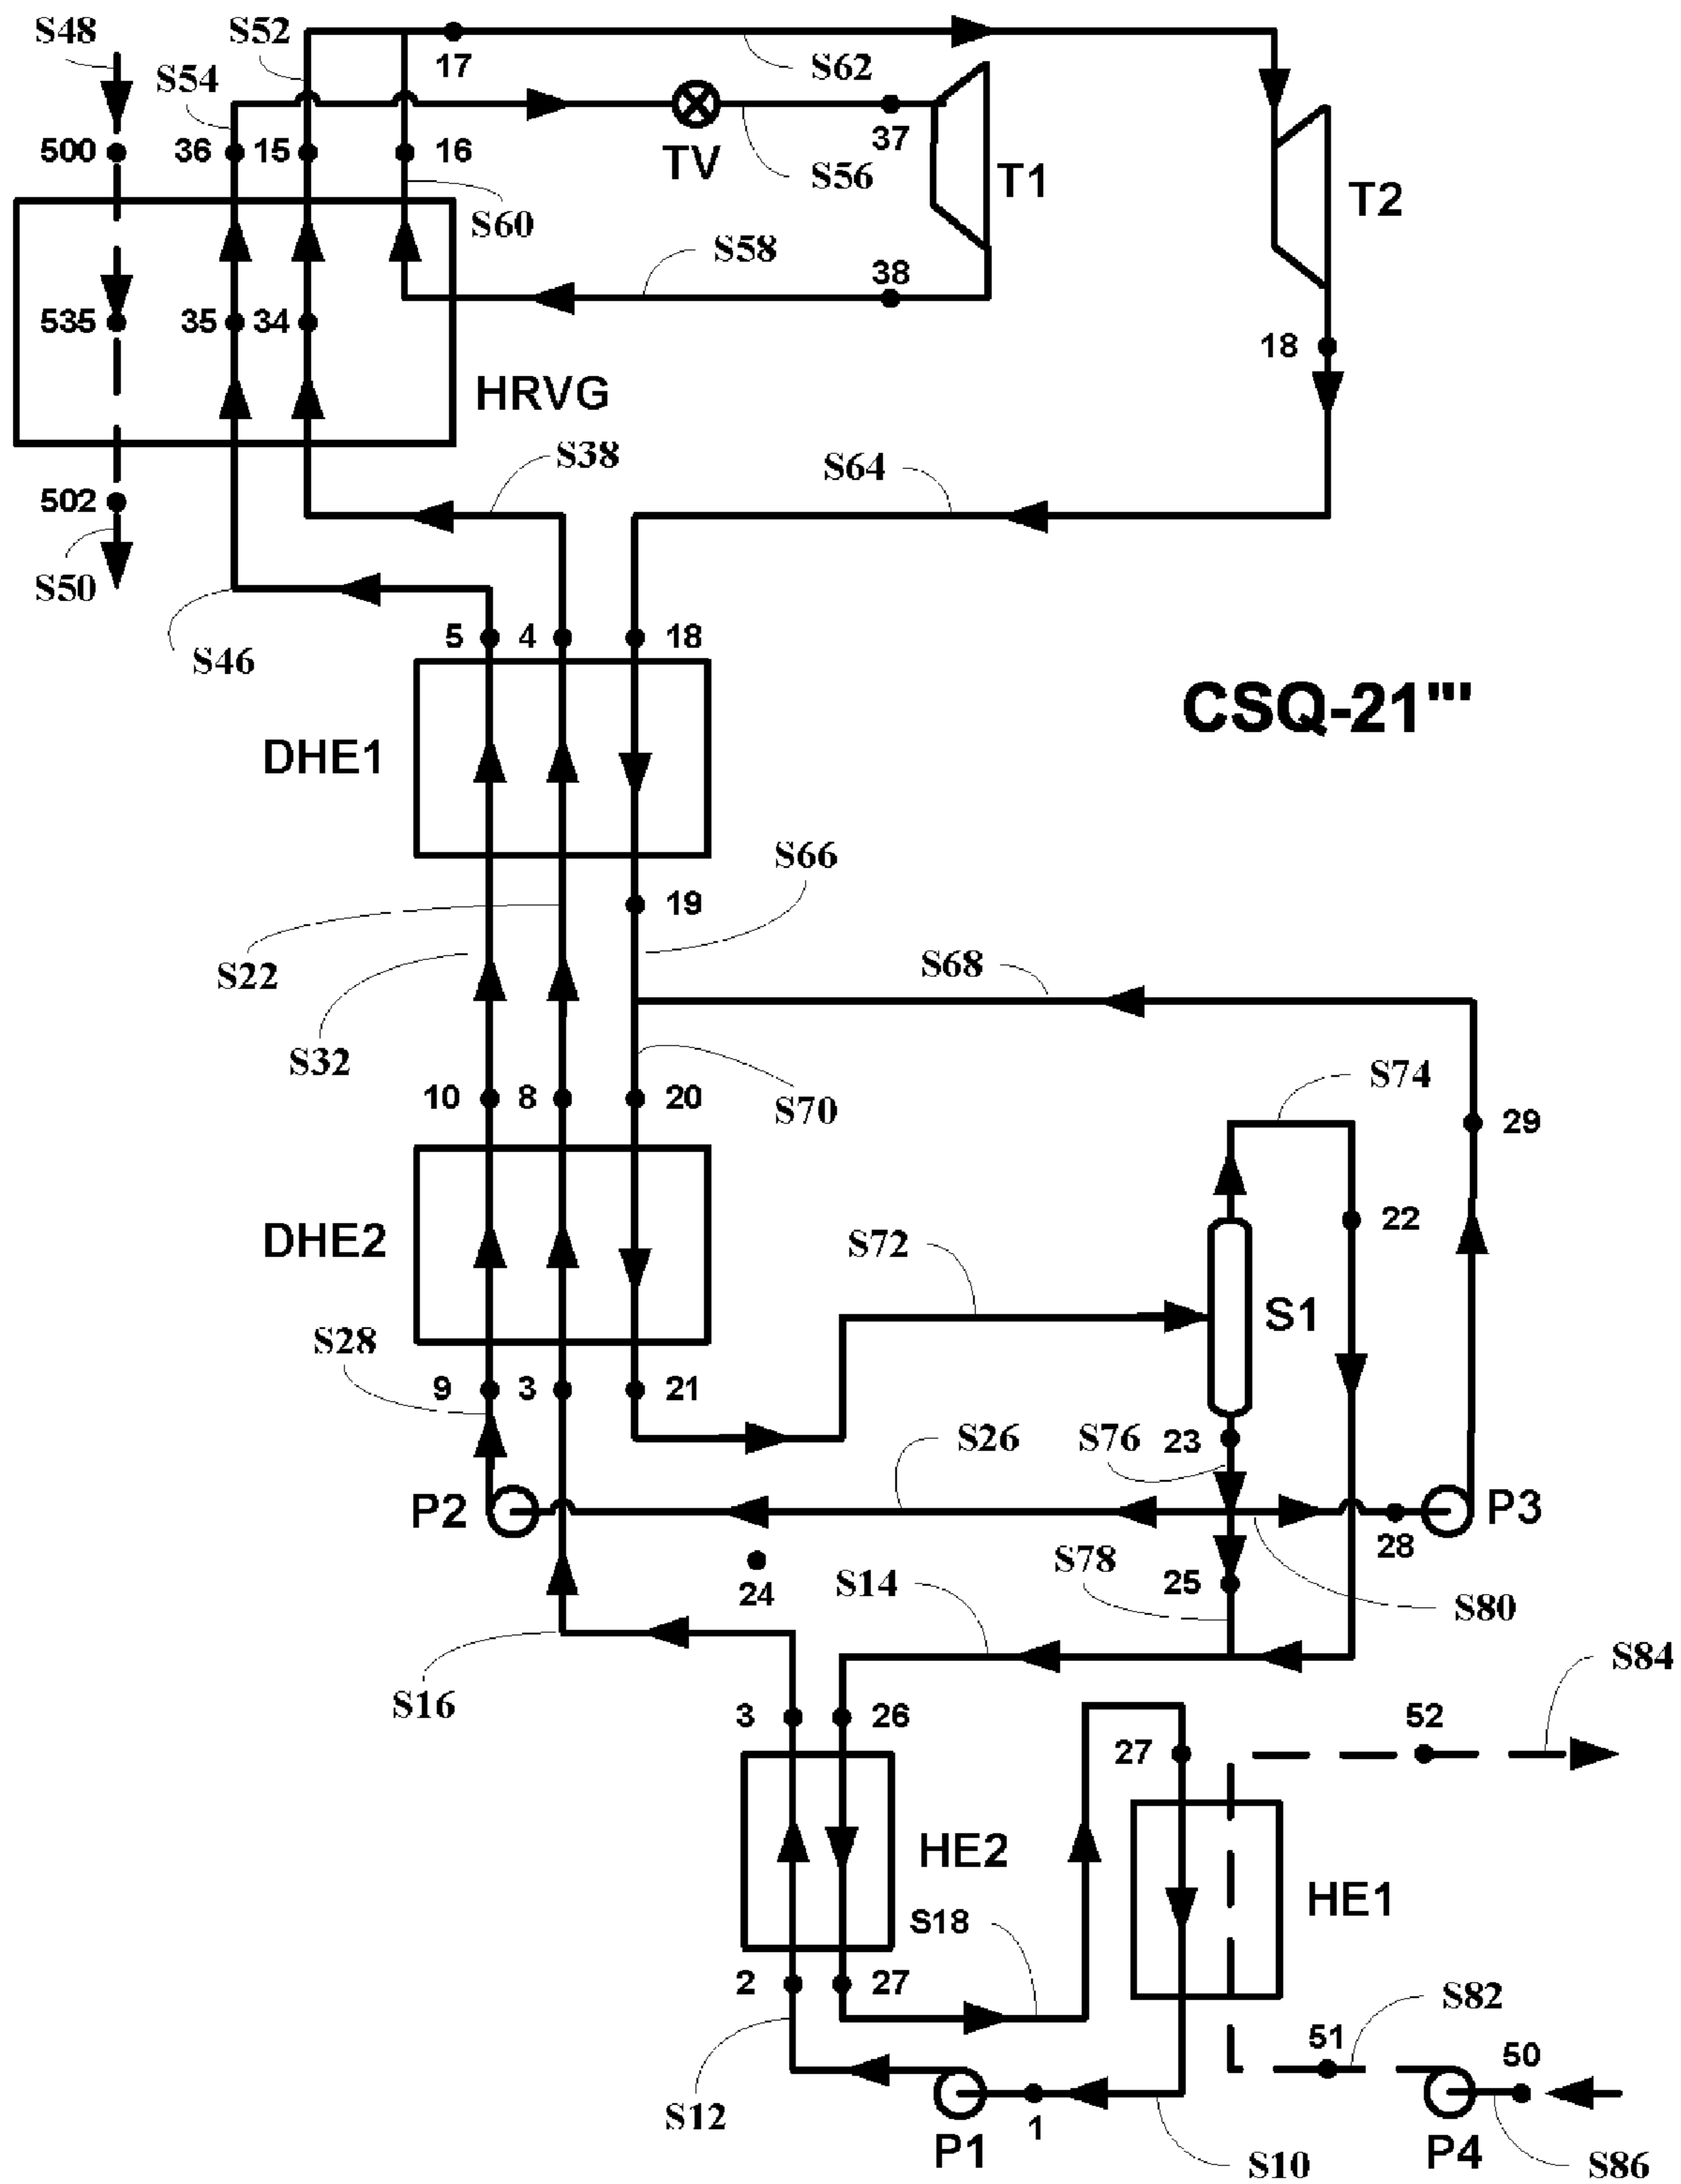 S48
S52
17
S62
S54
500
36
15
16
TV
S56
37
T1
T2
S60
S58
38
535
35
34
18
HRVG
502
S38
S64
S50
S46
5
4
18
CSQ-21'''
DHE1
S66
19
S22
S68
S32
S74
10
8
20
S70
29
22
DHE2
S72
S1
S28
9
3
21
S26
S76
23
P2
P3
28
24
S14
S78
25
S80
S16
S84
3
26
52
27
HE2
HE1
S18
2
27
S82
51
50
S12
1
P1
S10
P4
S86